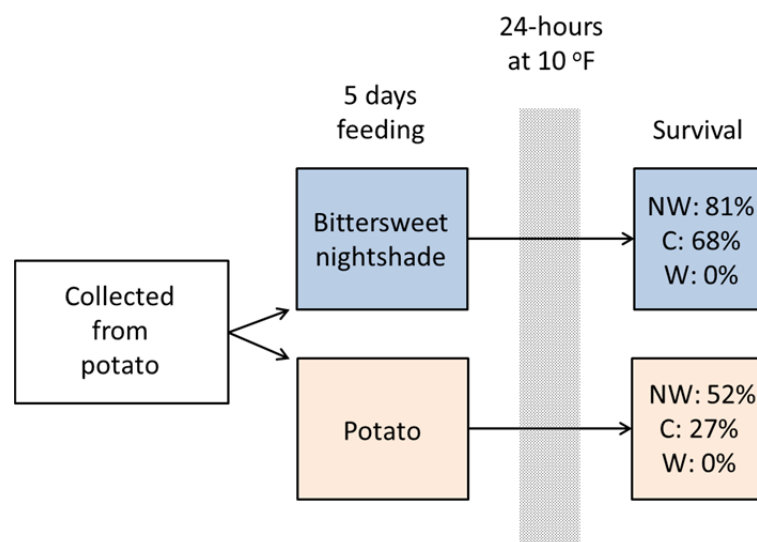 24-hours
at 10 ºF
5 days
feeding
Survival
Bittersweet
nightshade
NW: 81%
C: 68%
W: 0%
Collected
from
potato
Potato
NW: 52%
C: 27%
W: 0%